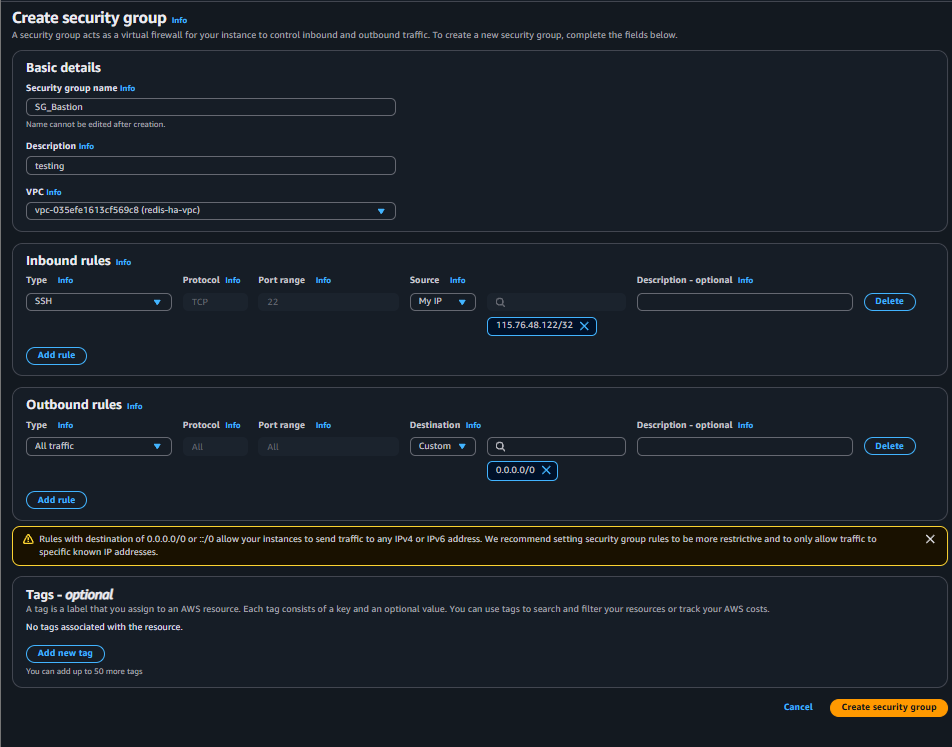 Create security group Info
A security group acts as a virtual firewall for your instance to control inbound and outbound traffic. To create a new security group, complete the fields below.
Basic details
Security group name Info
SG_Bastion
Name cannot be edited after creation.
Description Info
testing
VPC Info
vpc-035efe1613cf569c8 (redis-ha-vpc)
Inbound rules Info
Type Info Protocol Info Port range Info Source Info Description - optional Info
SSH TCP 22 My IP Delete
115.76.48.122/32
Add rule
Outbound rules Info
Type Info Protocol Info Port range Info Destination Info Description - optional Info
All traffic All All Custom Delete
0.0.0.0/0
Add rule
Rules with destination of 0.0.0.0/0 or ::/0 allow your instances to send traffic to any IPv4 or IPv6 address. We recommend setting security group rules to be more restrictive and to only allow traffic to
specific known IP addresses.
Tags - optional
A tag is a label that you assign to an AWS resource. Each tag consists of a key and an optional value. You can use tags to search and filter your resources or track your AWS costs.
No tags associated with the resource.
Add new tag
You can add up to 50 more tags
Cancel Create security group